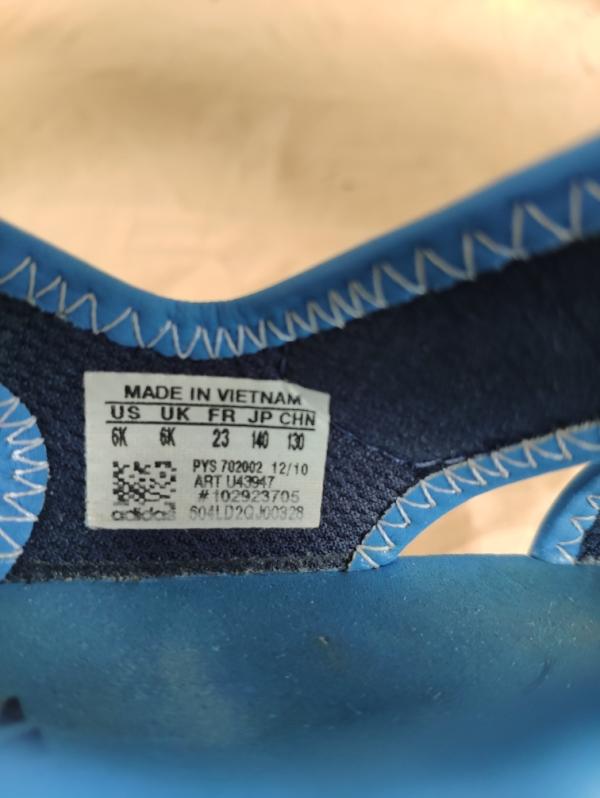 MADE IN VIETNAM
US UK FR JP CHN
6K 6K 23 140 130
PYS 702002 12/10
ART U43947
#102923705
adidas 604LD2QJ00328